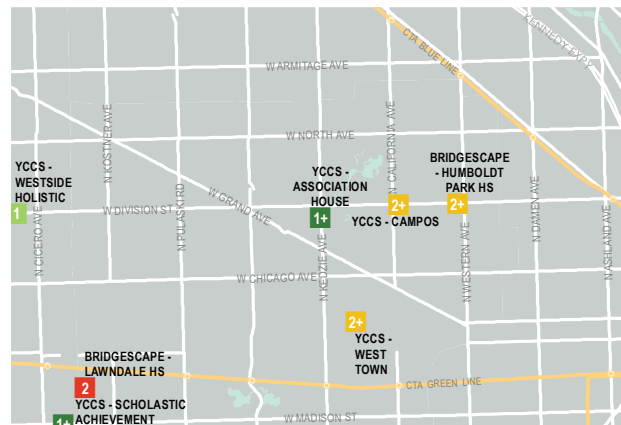 CTA BLUE LINE
KENNEDY EXPY
W ARMITAGE AVE
N KOSTNER AVE
W NORTH AVE
N CALIFORNIA AVE
BRIDGESCAPE
- HUMBOLDT
PARK HS
YCCS -
WESTSIDE
HOLISTIC
YCCS -
ASSOCIATION
HOUSE
N PULASKI RD
W GRAND AVE
N DAMEN AVE
1
W DIVISION ST
1+
2+
2+
YCCS - CAMPOS
N CICERO AVE
N KEDZIE AVE
N WESTERN AVE
N ASHLAND AVE
W CHICAGO AVE
2+
YCCS -
WEST
TOWN
BRIDGESCAPE -
LAWNDALE HS
2
CTA GREEN LINE
YCCS - SCHOLASTIC
ACHIEVEMENT
1+
W MADISON ST